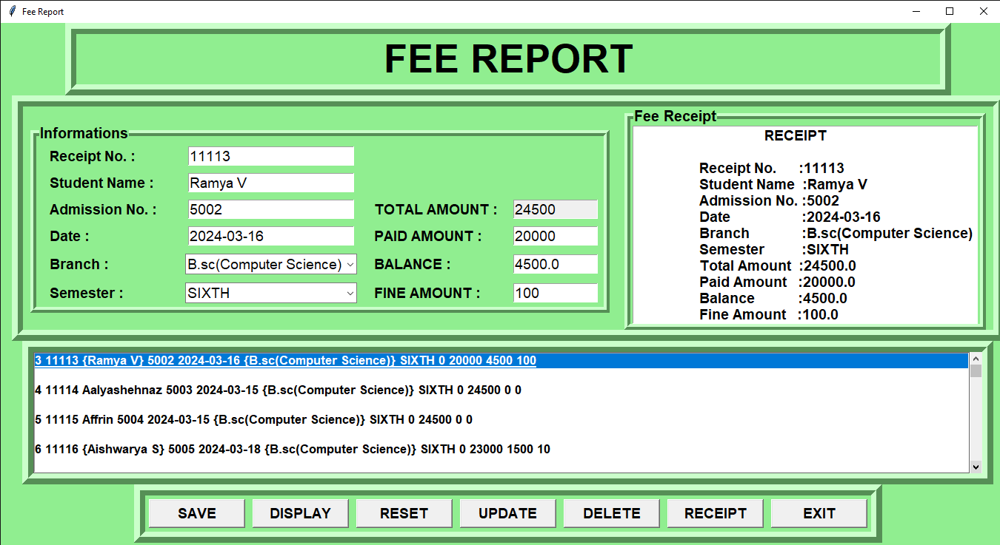 Fee Report
FEE REPORT
Informations
Receipt No. : 11113
Student Name : Ramya V
Admission No. : 5002 TOTAL AMOUNT : 24500
Date : 2024-03-16 PAID AMOUNT : 20000
Branch : B.sc(Computer Science) BALANCE : 4500.0
Semester : SIXTH FINE AMOUNT : 100
Fee Receipt
RECEIPT
Receipt No. :11113
Student Name :Ramya V
Admission No. :5002
Date :2024-03-16
Branch :B.sc(Computer Science)
Semester :SIXTH
Total Amount :24500.0
Paid Amount :20000.0
Balance :4500.0
Fine Amount :100.0
3 11113 {Ramya V} 5002 2024-03-16 {B.sc(Computer Science)} SIXTH 0 20000 4500 100
4 11114 Aalyashehnaz 5003 2024-03-15 {B.sc(Computer Science)} SIXTH 0 24500 0 0
5 11115 Affrin 5004 2024-03-15 {B.sc(Computer Science)} SIXTH 0 24500 0 0
6 11116 {Aishwarya S} 5005 2024-03-18 {B.sc(Computer Science)} SIXTH 0 23000 1500 10
SAVE DISPLAY RESET UPDATE DELETE RECEIPT EXIT